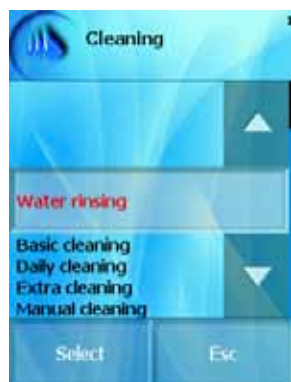 Cleaning
Water rinsing
Basic cleaning
Daily cleaning
Extra cleaning
Manual cleaning
Select Esc